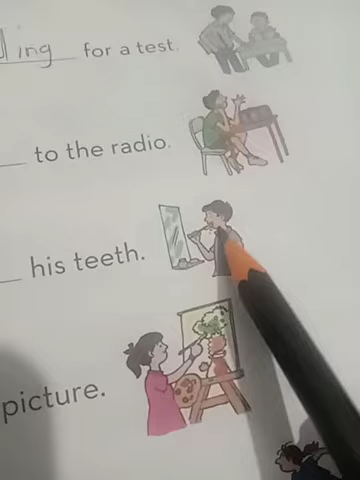 ing for a test.
to the radio.
his teeth.
picture.